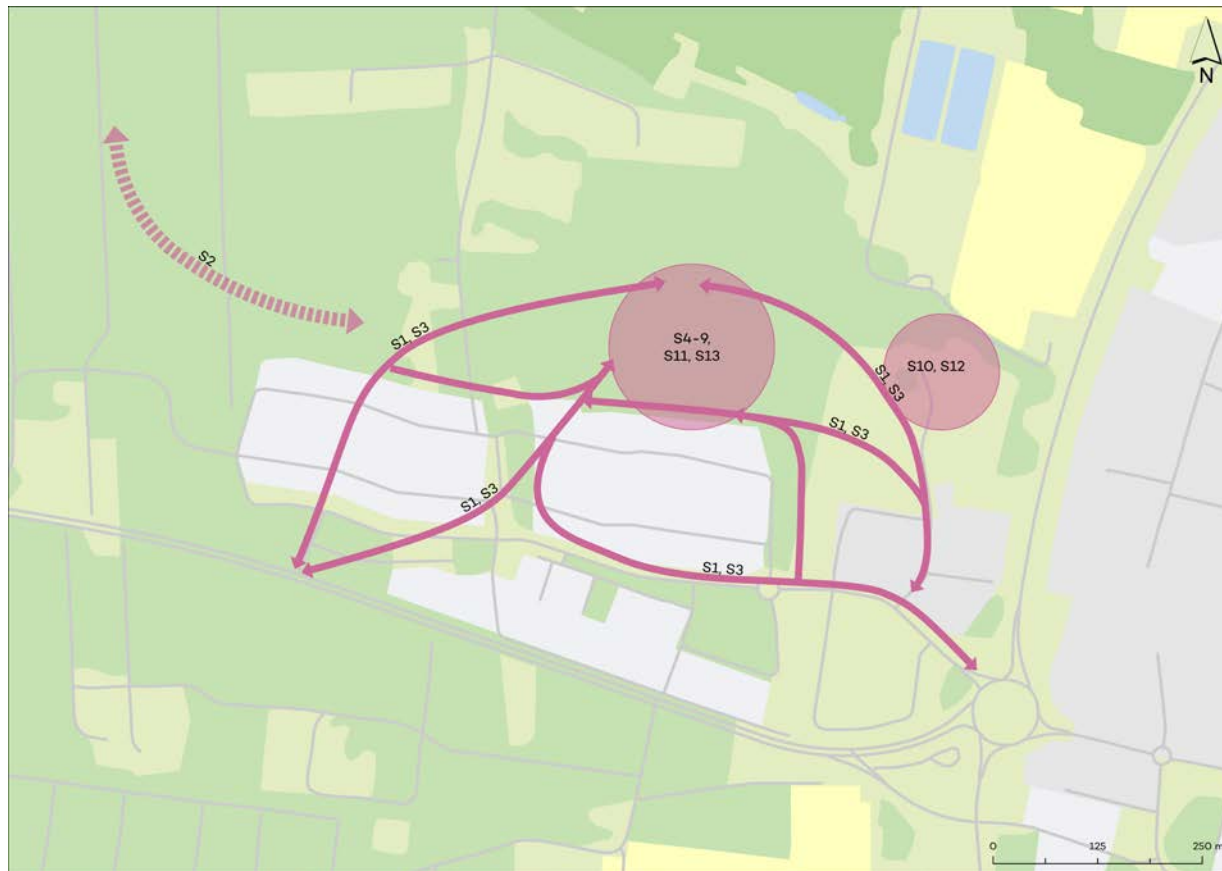 N
S2
S1, S3
S4-9,
S11, S13
S10, S12
S1, S3
S1, S3
S1, S3
S1, S3
0 125 250 m